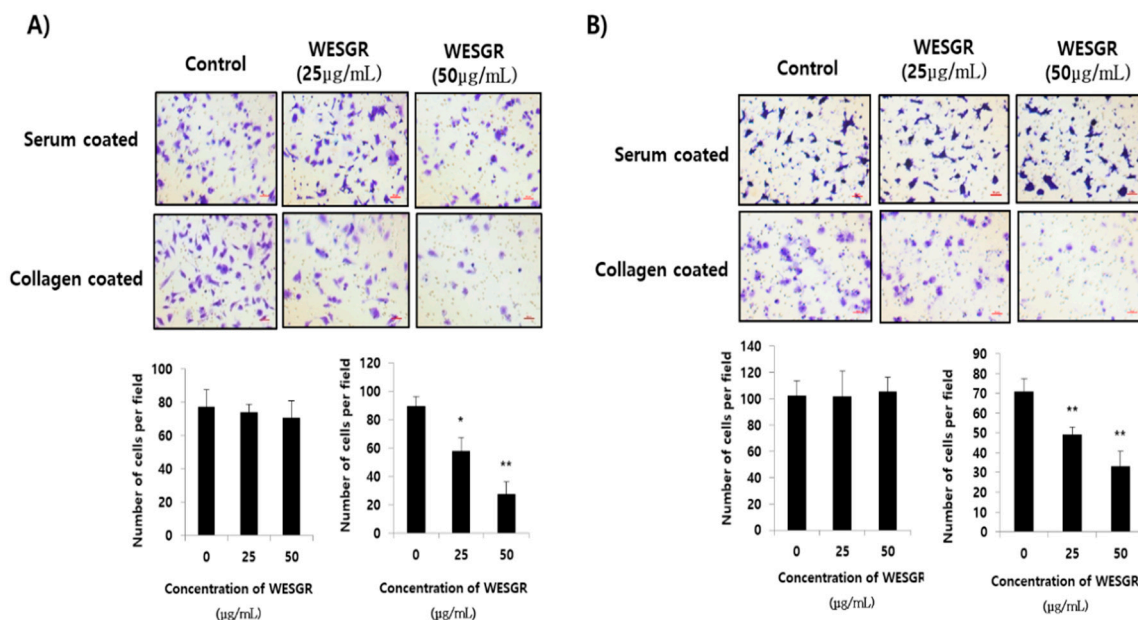 A)
Control
WESGR
(25µg/mL)
WESGR
(50µg/mL)
Serum coated
Collagen coated
Number of cells per field
100
80
60
40
20
0
0 25 50
Concentration of WESGR
(µg/mL)
Number of cells per field
120
100
80
60
40
20
0
*
**
0 25 50
Concentration of WESGR
(µg/mL)
B)
Control
WESGR
(25µg/mL)
WESGR
(50µg/mL)
Serum coated
Collagen coated
Number of cells per field
140
120
100
80
60
40
20
0
0 25 50
Concentration of WESGR
(µg/mL)
Number of cells per field
90
80
70
60
50
40
30
20
10
0
**
**
0 25 50
Concentration of WESGR
(µg/mL)